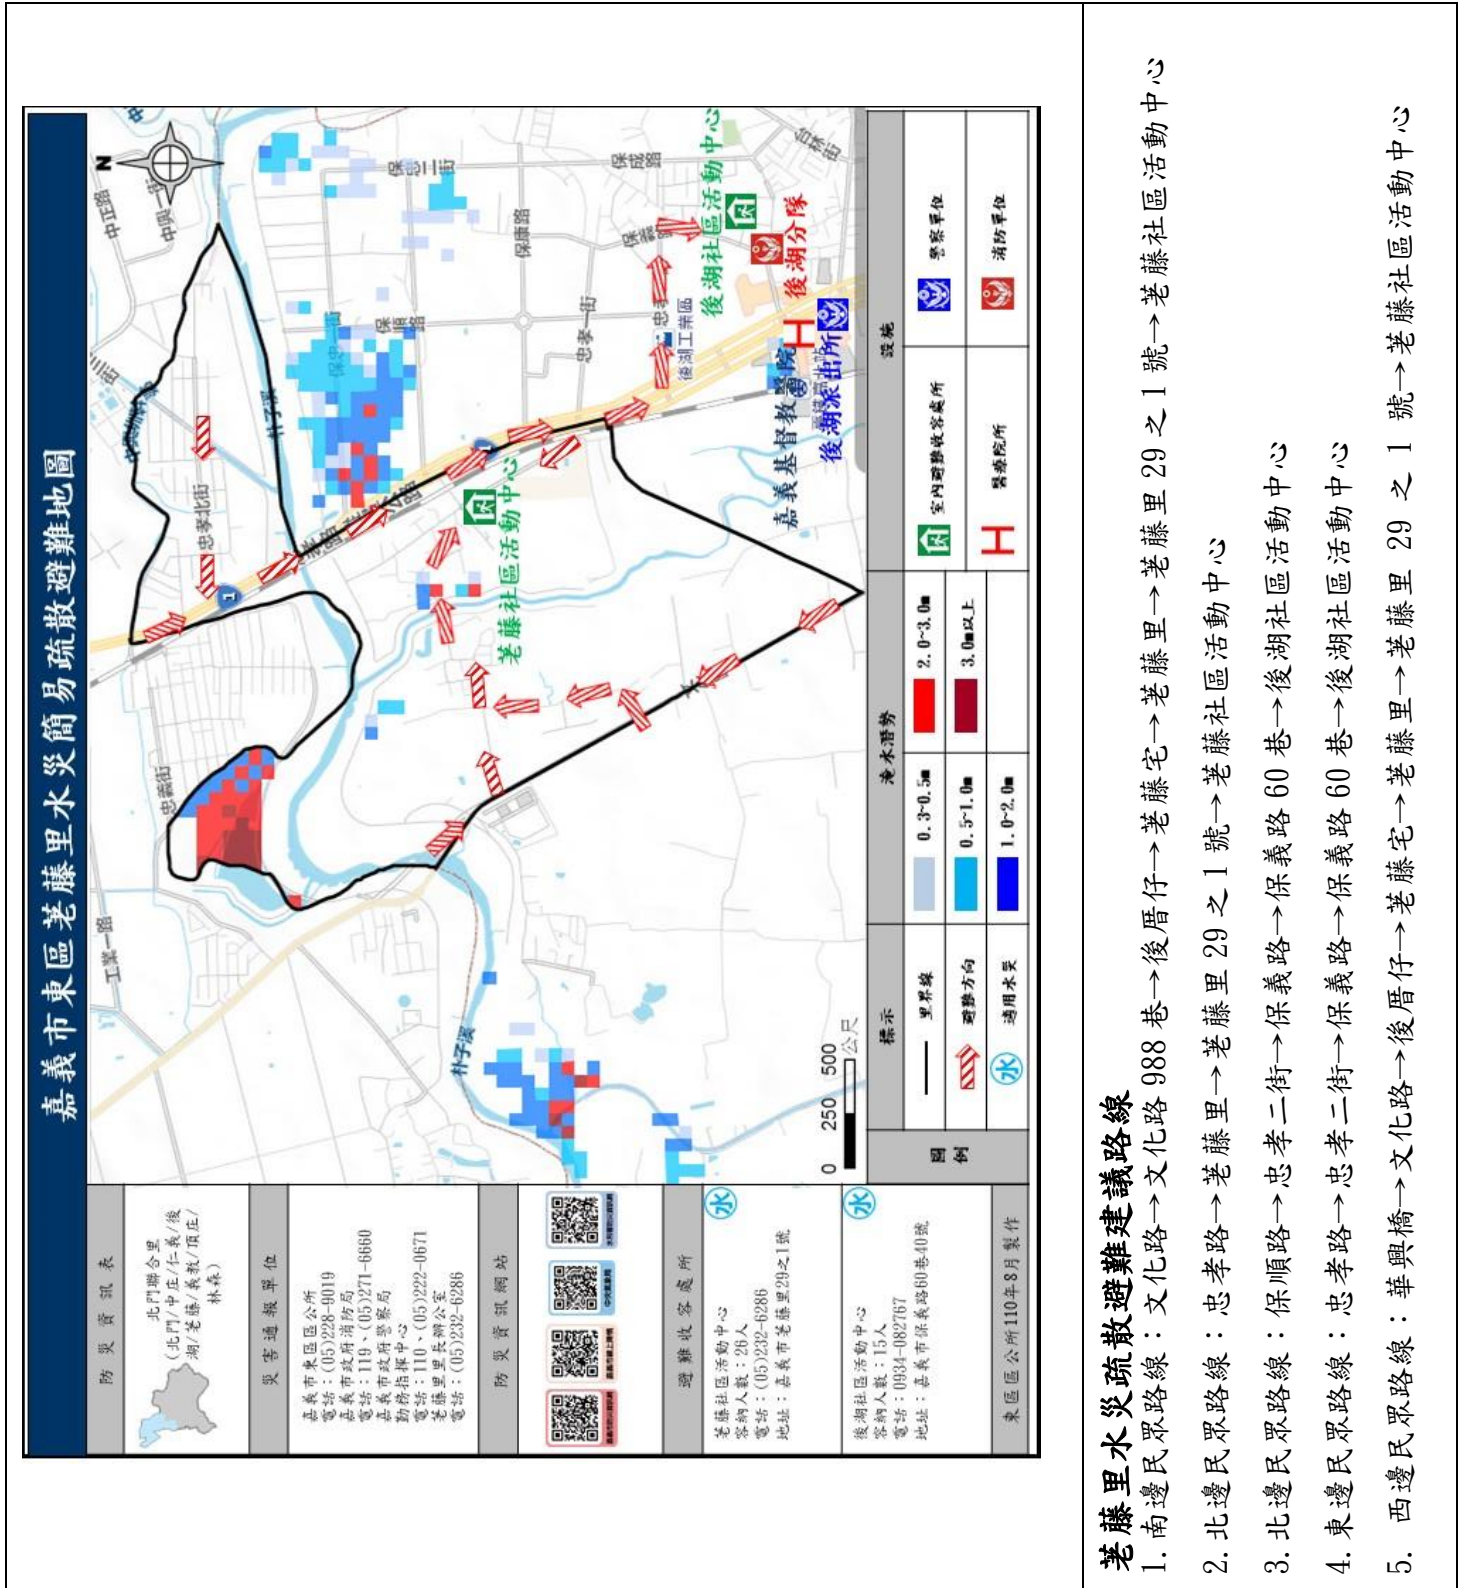 嘉義市東區荖藤里水災簡易疏散避難地圖
防災資訊表
北門聯合里
(北門/中庄/仁義/後
湖/荖藤/義教/頂庄/
林森)
災害通報單位
嘉義市東區區公所
電話：(05)228-9019
嘉義市政府消防局
電話：119、(05)271-6660
嘉義市政府警察局
勤務指揮中心
電話：110、(05)222-0671
荖藤里里長辦公室
電話：(05)232-6286
防災資訊網站
避難收容處所
荖藤社區活動中心
容納人數：26人
電話：(05)232-6286
地址：嘉義市荖藤里29之1號
水
後湖社區活動中心
容納人數：15人
電話：0934-082767
地址：嘉義市保義路60巷40號
水
東區區公所110年8月製作
N
中正路
中興一街
工業一路
忠義街
忠孝北街
1
朴子溪
朴子溪
保忠一街
保順路
保忠二街
保成路
保康路
保義路
忠孝一街
後湖工業區
台林街
1
荖藤社區活動中心
後湖社區活動中心
後湖分隊
嘉義基督教醫院
後湖派出所
H
0 250 500
公尺
圖例
標示
里界線
避難方向
水
適用水災
淹水潛勢
0.3~0.5m
0.5~1.0m
1.0~2.0m
2.0~3.0m
3.0m以上
設施
室內避難收容處所
H
醫療院所
警察單位
消防單位
荖藤里水災疏散避難建議路線
1.南邊民眾路線：文化路→文化路988巷→後厝仔→荖藤宅→荖藤里→荖藤里29之1號→荖藤社區活動中心
2.北邊民眾路線：忠孝路→荖藤里→荖藤里29之1號→荖藤社區活動中心
3.北邊民眾路線：保順路→忠孝二街→保義路→保義路60巷→後湖社區活動中心
4.東邊民眾路線：忠孝路→忠孝二街→保義路→保義路60巷→後湖社區活動中心
5. 西邊民眾路線：華興橋→文化路→後厝仔→荖藤宅→荖藤里→荖藤里 29 之 1 號→荖藤社區活動中心